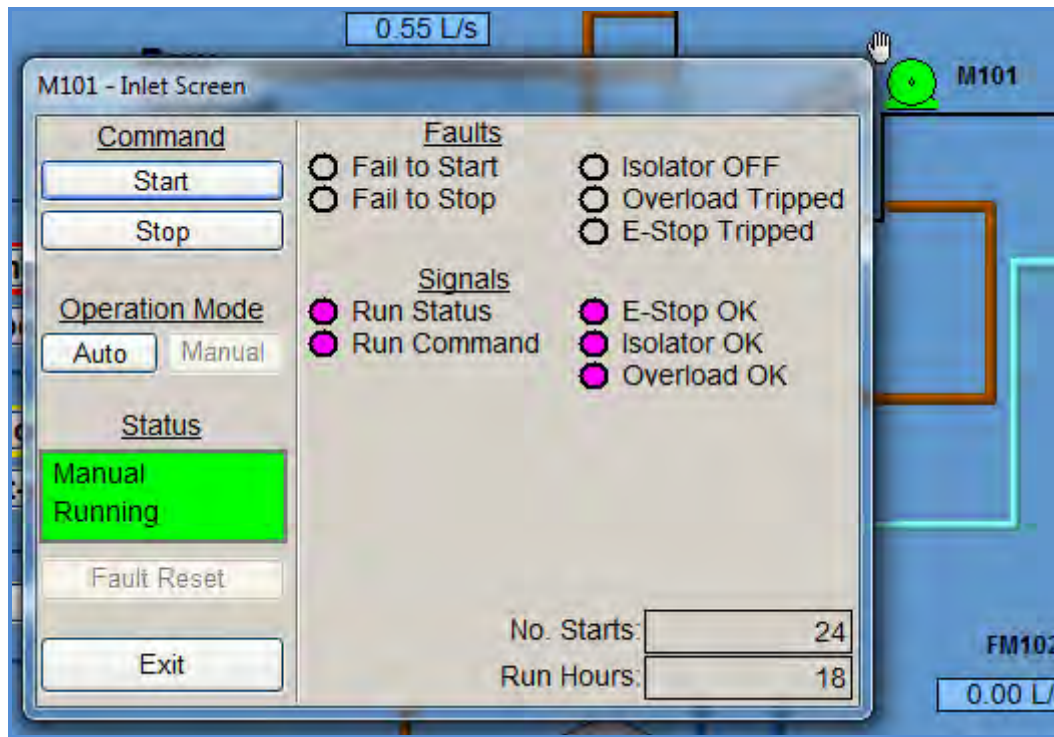 0.55 L/s
M101 - Inlet Screen
M101
Command
Start
Stop
Operation Mode
Auto Manual
Status
Manual
Running
Fault Reset
Exit
Faults
Fail to Start
Fail to Stop
Isolator OFF
Overload Tripped
E-Stop Tripped
Signals
Run Status
Run Command
E-Stop OK
Isolator OK
Overload OK
No. Starts: 24
Run Hours: 18
FM102
0.00 L/